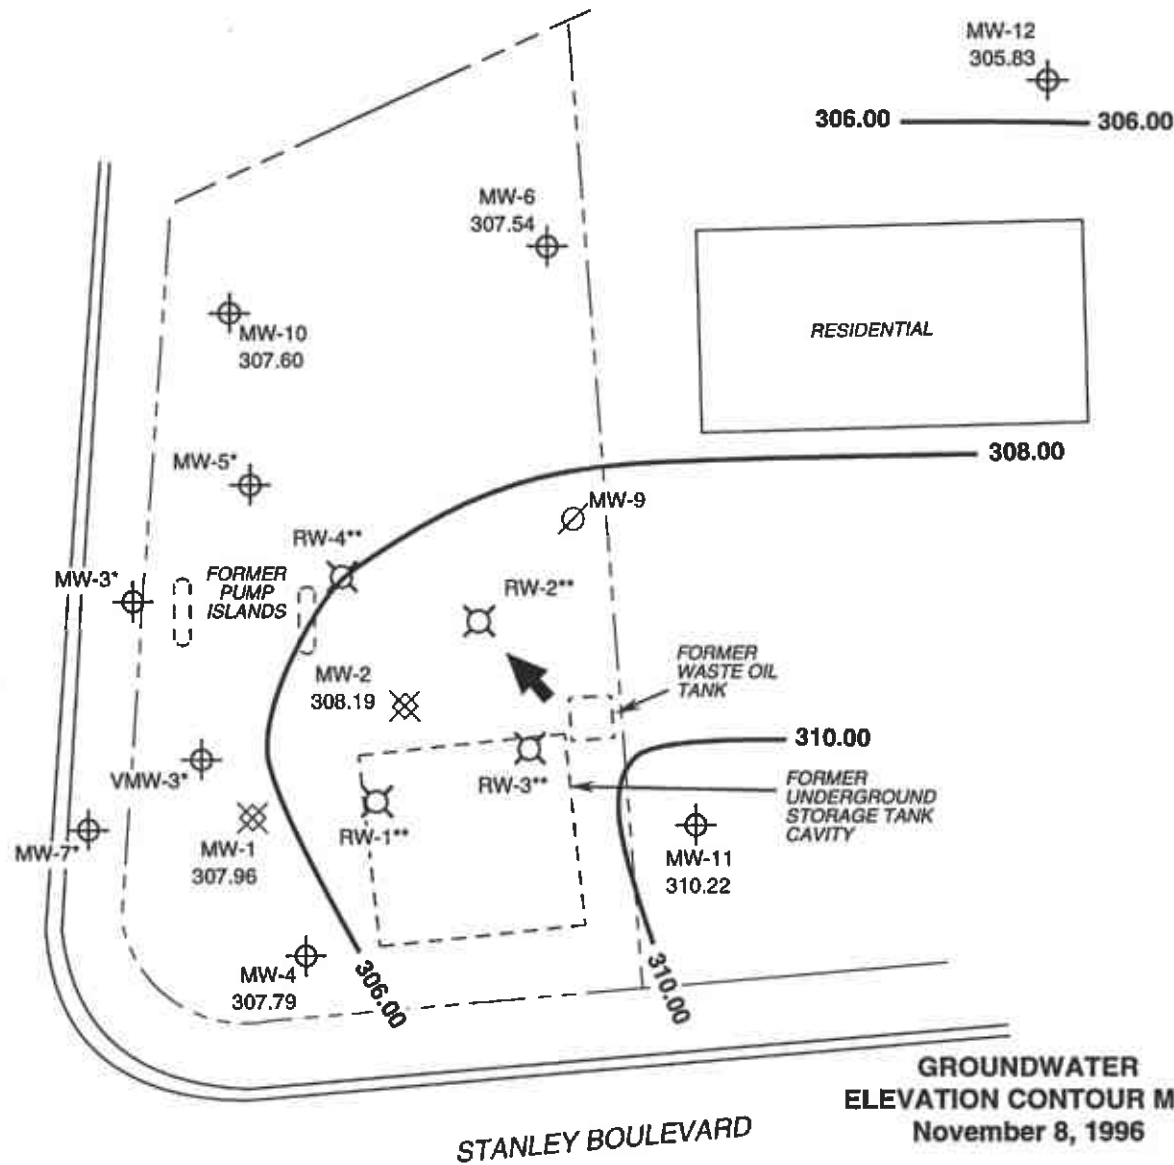 MW-12
305.83
306.00
306.00
MW-6
307.54
MW-10
307.60
RESIDENTIAL
MW-5*
308.00
MW-9
RW-4**
MW-3*
FORMER
PUMP
ISLANDS
RW-2**
MW-2
308.19
FORMER
WASTE OIL
TANK
310.00
VMW-3*
RW-3**
FORMER
UNDERGROUND
STORAGE TANK
CAVITY
RW-1**
MW-7*
MW-1
307.96
MW-11
310.22
MW-4
307.79
306.00
310.00
GROUNDWATER
ELEVATION CONTOUR M
November 8, 1996
STANLEY BOULEVARD